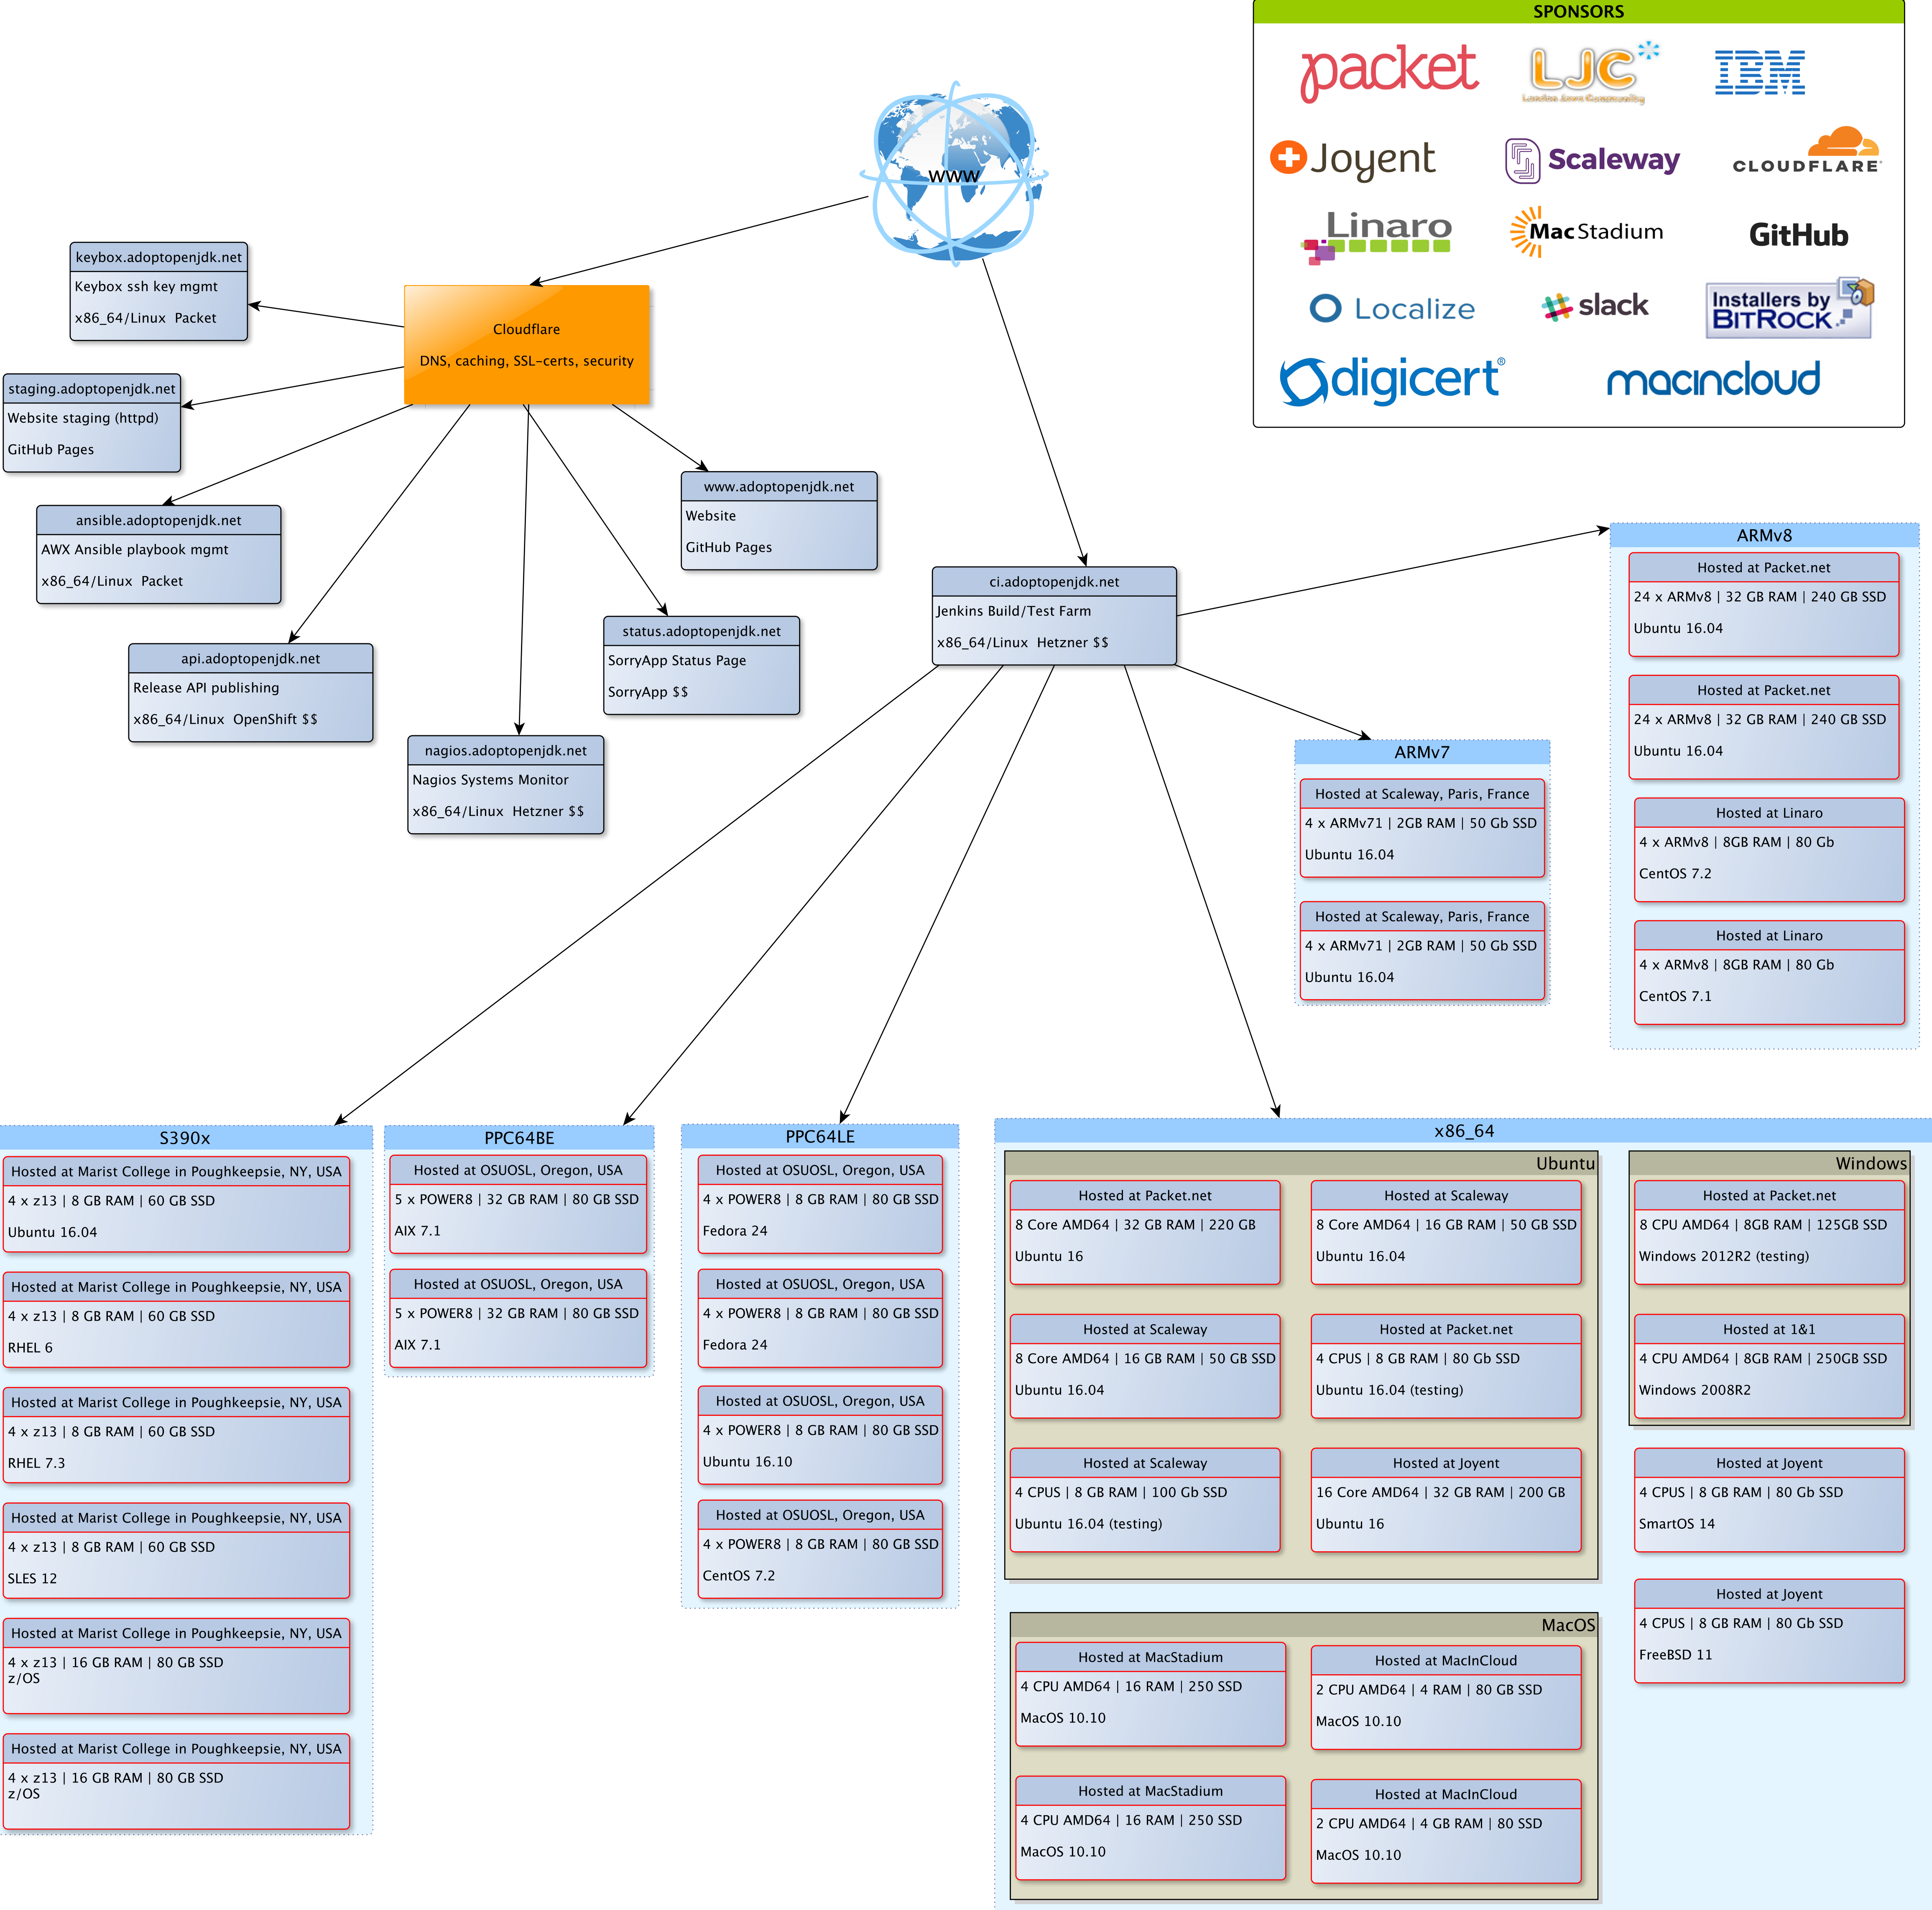 SPONSORS
packet
LJC
London Java Community
IBM
Joyent
Scaleway
CLOUDFLARE
Linaro
MacStadium
GitHub
Localize
slack
Installers by
BITROCK
digicert®
macincloud
WWW
Cloudflare
DNS, caching, SSL-certs, security
keybox.adoptopenjdk.net
Keybox ssh key mgmt
x86_64/Linux Packet
staging.adoptopenjdk.net
Website staging (httpd)
GitHub Pages
ansible.adoptopenjdk.net
AWX Ansible playbook mgmt
x86_64/Linux Packet
api.adoptopenjdk.net
Release API publishing
x86_64/Linux OpenShift $$
nagios.adoptopenjdk.net
Nagios Systems Monitor
x86_64/Linux Hetzner $$
status.adoptopenjdk.net
SorryApp Status Page
SorryApp $$
www.adoptopenjdk.net
Website
GitHub Pages
ci.adoptopenjdk.net
Jenkins Build/Test Farm
x86_64/Linux Hetzner $$
ARMv8
Hosted at Packet.net
24 x ARMv8 | 32 GB RAM | 240 GB SSD
Ubuntu 16.04
Hosted at Packet.net
24 x ARMv8 | 32 GB RAM | 240 GB SSD
Ubuntu 16.04
Hosted at Linaro
4 x ARMv8 | 8GB RAM | 80 Gb
CentOS 7.2
Hosted at Linaro
4 x ARMv8 | 8GB RAM | 80 Gb
CentOS 7.1
ARMv7
Hosted at Scaleway, Paris, France
4 x ARMv71 | 2GB RAM | 50 Gb SSD
Ubuntu 16.04
Hosted at Scaleway, Paris, France
4 x ARMv71 | 2GB RAM | 50 Gb SSD
Ubuntu 16.04
S390x
Hosted at Marist College in Poughkeepsie, NY, USA
4 x z13 | 8 GB RAM | 60 GB SSD
Ubuntu 16.04
Hosted at Marist College in Poughkeepsie, NY, USA
4 x z13 | 8 GB RAM | 60 GB SSD
RHEL 6
Hosted at Marist College in Poughkeepsie, NY, USA
4 x z13 | 8 GB RAM | 60 GB SSD
RHEL 7.3
Hosted at Marist College in Poughkeepsie, NY, USA
4 x z13 | 8 GB RAM | 60 GB SSD
SLES 12
Hosted at Marist College in Poughkeepsie, NY, USA
4 x z13 | 16 GB RAM | 80 GB SSD
z/OS
Hosted at Marist College in Poughkeepsie, NY, USA
4 x z13 | 16 GB RAM | 80 GB SSD
z/OS
PPC64BE
Hosted at OSUOSL, Oregon, USA
5 x POWER8 | 32 GB RAM | 80 GB SSD
AIX 7.1
Hosted at OSUOSL, Oregon, USA
5 x POWER8 | 32 GB RAM | 80 GB SSD
AIX 7.1
PPC64LE
Hosted at OSUOSL, Oregon, USA
4 x POWER8 | 8 GB RAM | 80 GB SSD
Fedora 24
Hosted at OSUOSL, Oregon, USA
4 x POWER8 | 8 GB RAM | 80 GB SSD
Fedora 24
Hosted at OSUOSL, Oregon, USA
4 x POWER8 | 8 GB RAM | 80 GB SSD
Ubuntu 16.10
Hosted at OSUOSL, Oregon, USA
4 x POWER8 | 8 GB RAM | 80 GB SSD
CentOS 7.2
x86_64
Ubuntu
Hosted at Packet.net
8 Core AMD64 | 32 GB RAM | 220 GB
Ubuntu 16
Hosted at Scaleway
8 Core AMD64 | 16 GB RAM | 50 GB SSD
Ubuntu 16.04
Hosted at Scaleway
8 Core AMD64 | 16 GB RAM | 50 GB SSD
Ubuntu 16.04
Hosted at Packet.net
4 CPUS | 8 GB RAM | 80 Gb SSD
Ubuntu 16.04 (testing)
Hosted at Scaleway
4 CPUS | 8 GB RAM | 100 Gb SSD
Ubuntu 16.04 (testing)
Hosted at Joyent
16 Core AMD64 | 32 GB RAM | 200 GB
Ubuntu 16
Windows
Hosted at Packet.net
8 CPU AMD64 | 8GB RAM | 125GB SSD
Windows 2012R2 (testing)
Hosted at 1&1
4 CPU AMD64 | 8GB RAM | 250GB SSD
Windows 2008R2
Hosted at Joyent
4 CPUS | 8 GB RAM | 80 Gb SSD
SmartOS 14
Hosted at Joyent
4 CPUS | 8 GB RAM | 80 Gb SSD
FreeBSD 11
MacOS
Hosted at MacStadium
4 CPU AMD64 | 16 RAM | 250 SSD
MacOS 10.10
Hosted at MacInCloud
2 CPU AMD64 | 4 RAM | 80 GB SSD
MacOS 10.10
Hosted at MacStadium
4 CPU AMD64 | 16 RAM | 250 SSD
MacOS 10.10
Hosted at MacInCloud
2 CPU AMD64 | 4 GB RAM | 80 SSD
MacOS 10.10